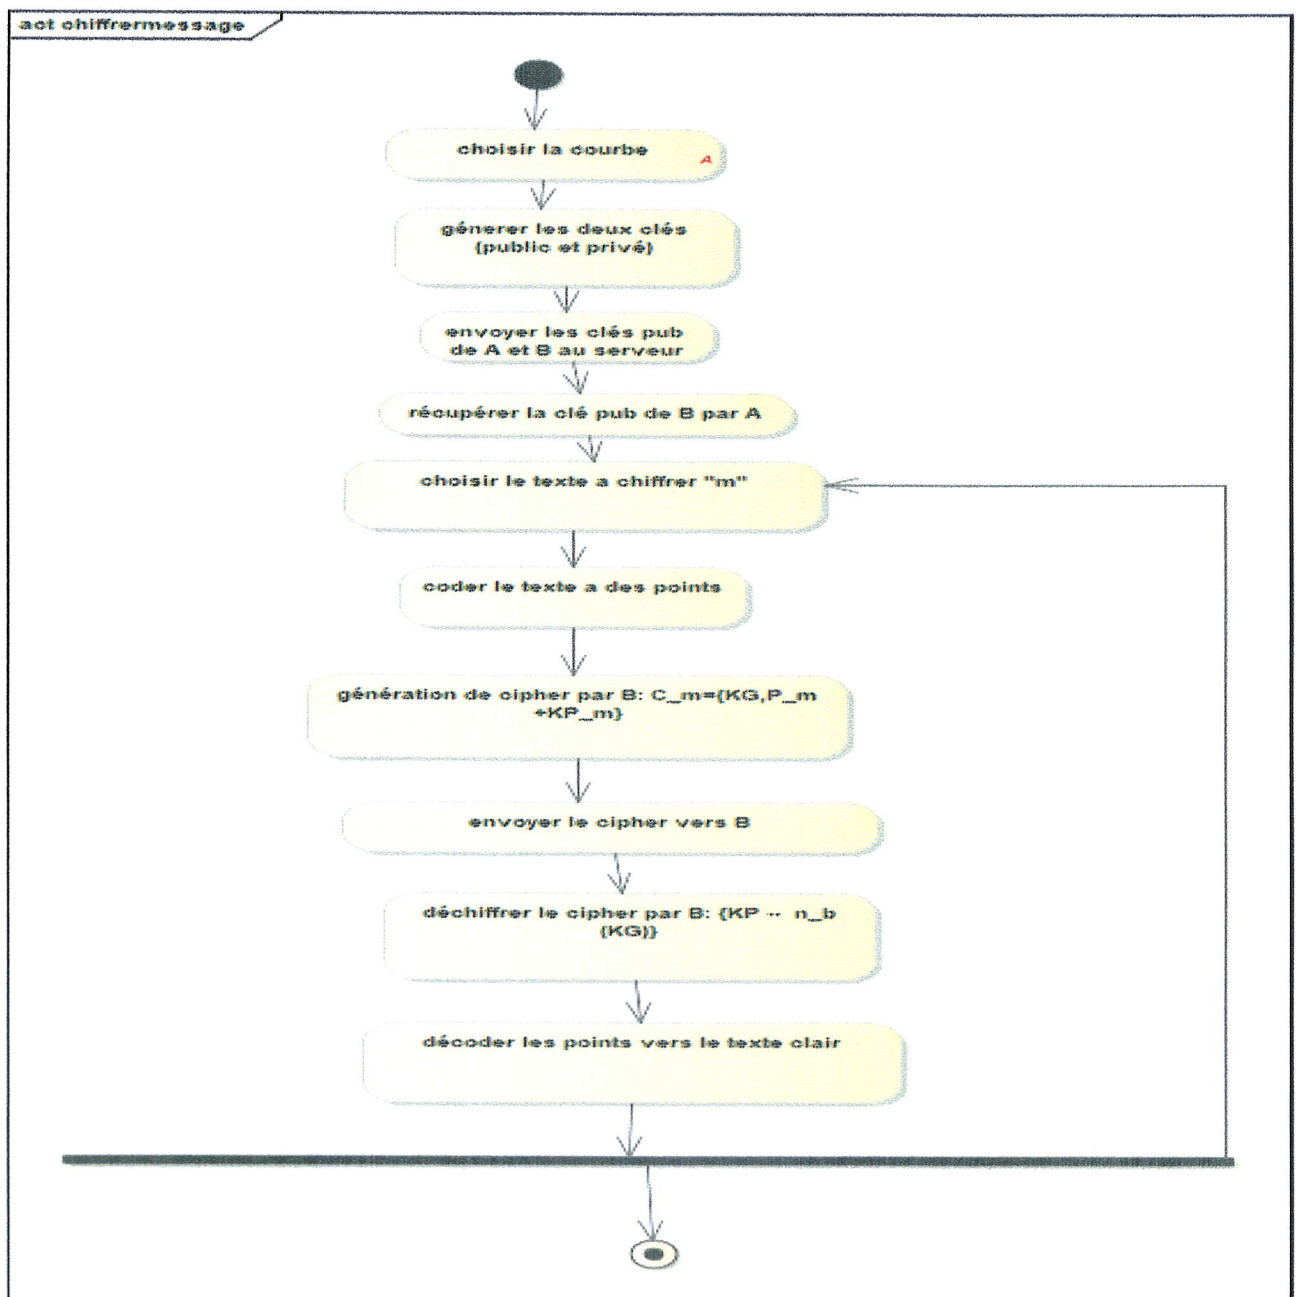 act chiffrermessage
choisir la courbe
A
génerer les deux clés
(public et privé)
envoyer les clés pub
de A et B au serveur
récupérer la clé pub de B par A
choisir le texte a chiffrer "m"
coder le texte a des points
génération de cipher par B: C_m={KG,P_m
+KP_m}
envoyer le cipher vers B
déchiffrer le cipher par B: {KP -- n_b
(KG)}
décoder les points vers le texte clair